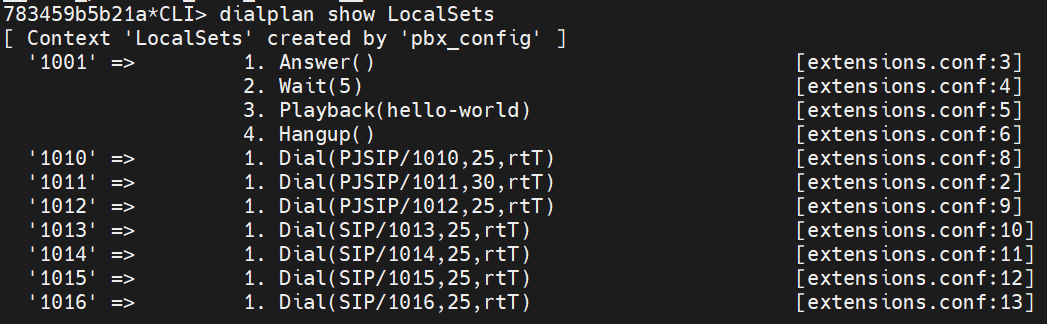 783459b5b21a*CLI> dialplan show LocalSets
[ Context 'LocalSets' created by 'pbx_config' ]
  '1001' =>         1. Answer()                                   [extensions.conf:3]
                    2. Wait(5)                                    [extensions.conf:4]
                    3. Playback(hello-world)                      [extensions.conf:5]
                    4. Hangup()                                   [extensions.conf:6]
  '1010' =>         1. Dial(PJSIP/1010,25,rtT)                    [extensions.conf:8]
  '1011' =>         1. Dial(PJSIP/1011,30,rtT)                    [extensions.conf:2]
  '1012' =>         1. Dial(PJSIP/1012,25,rtT)                    [extensions.conf:9]
  '1013' =>         1. Dial(SIP/1013,25,rtT)                      [extensions.conf:10]
  '1014' =>         1. Dial(SIP/1014,25,rtT)                      [extensions.conf:11]
  '1015' =>         1. Dial(SIP/1015,25,rtT)                      [extensions.conf:12]
  '1016' =>         1. Dial(SIP/1016,25,rtT)                      [extensions.conf:13]